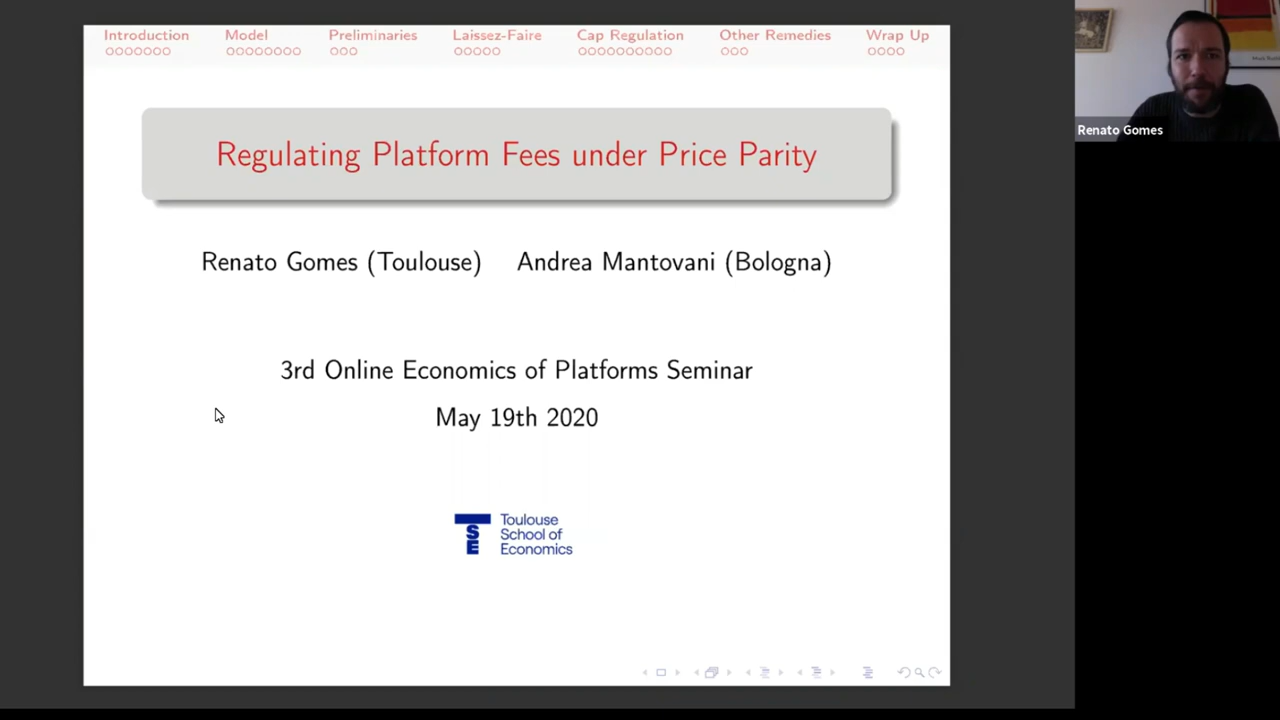 Introduction Model Preliminaries Laissez-Faire Cap Regulation Other Remedies Wrap Up
Regulating Platform Fees under Price Parity
Renato Gomes (Toulouse) Andrea Mantovani (Bologna)
3rd Online Economics of Platforms Seminar
May 19th 2020
TSE
Toulouse
School of
Economics
Renato Gomes